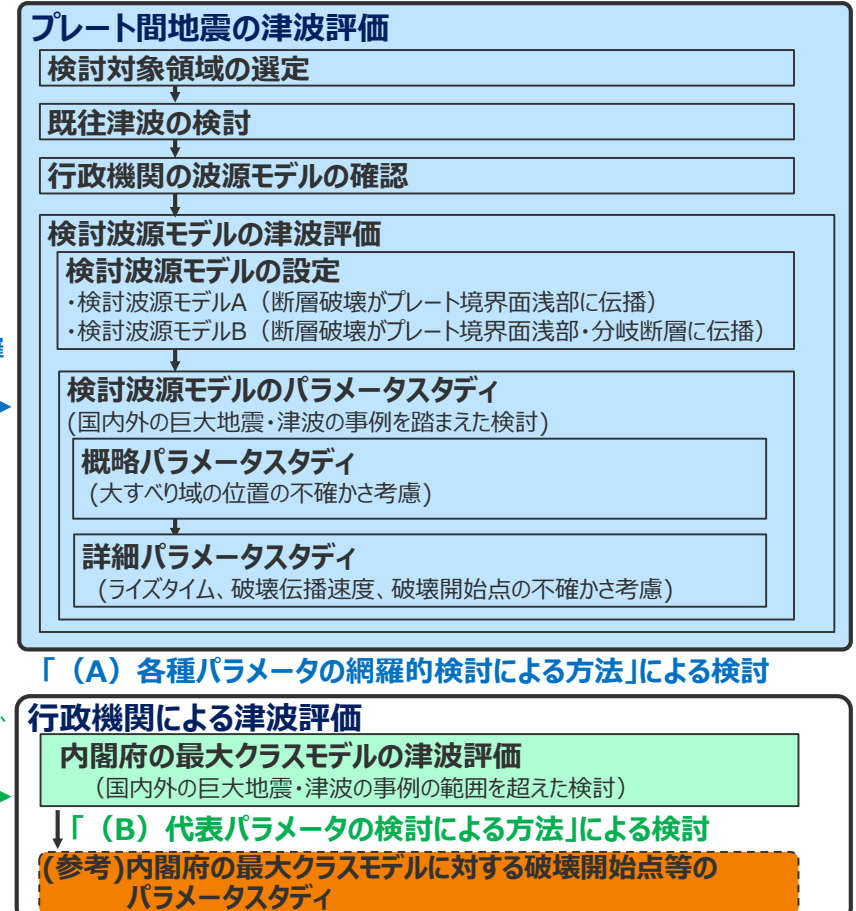 プレート間地震の津波評価
検討対象領域の選定
既往津波の検討
行政機関の波源モデルの確認
検討波源モデルの津波評価
検討波源モデルの設定
・検討波源モデルA（断層破壊がプレート境界面浅部に伝播）
・検討波源モデルB（断層破壊がプレート境界面浅部・分岐断層に伝播）
検討波源モデルのパラメータスタディ
(国内外の巨大地震・津波の事例を踏まえた検討)
概略パラメータスタディ
(大すべり域の位置の不確かさ考慮)
詳細パラメータスタディ
(ライズタイム、破壊伝播速度、破壊開始点の不確かさ考慮)
「（A）各種パラメータの網羅的検討による方法」による検討
行政機関による津波評価
内閣府の最大クラスモデルの津波評価
（国内外の巨大地震・津波の事例の範囲を超えた検討）
「（B）代表パラメータの検討による方法」による検討
(参考)内閣府の最大クラスモデルに対する破壊開始点等の
パラメータスタディ